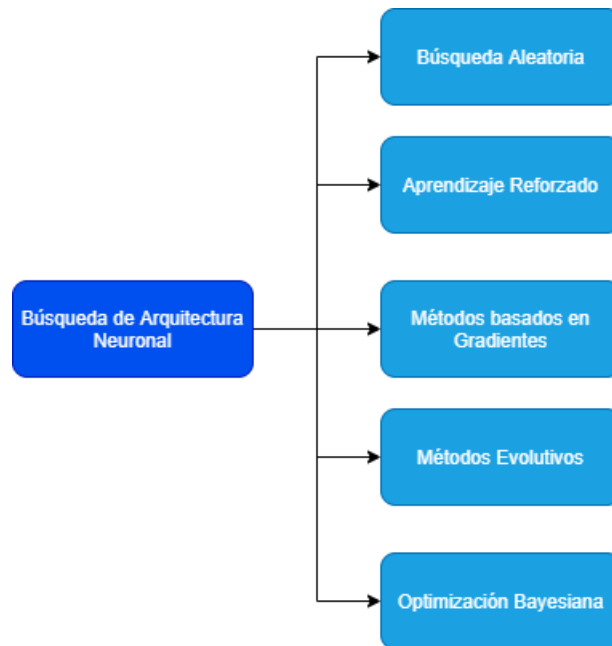 Búsqueda Aleatoria
Aprendizaje Reforzado
Búsqueda de Arquitectura
Neuronal
Métodos basados en
Gradientes
Métodos Evolutivos
Optimización Bayesiana